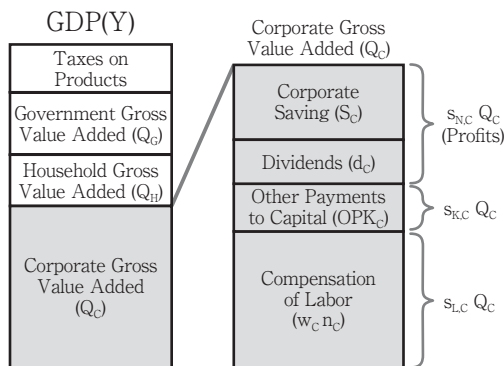 GDP(Y)
Taxes on
Products
Government Gross
Value Added (Q_G)
Household Gross
Value Added (Q_H)
Corporate Gross
Value Added
(Q_C)
Corporate Gross
Value Added (Q_C)
Corporate
Saving (S_C)
Dividends (d_C)
Other Payments
to Capital (OPK_C)
Compensation
of Labor
(w_C n_C)
s_N,C Q_C
(Profits)
s_K,C Q_C
s_L,C Q_C